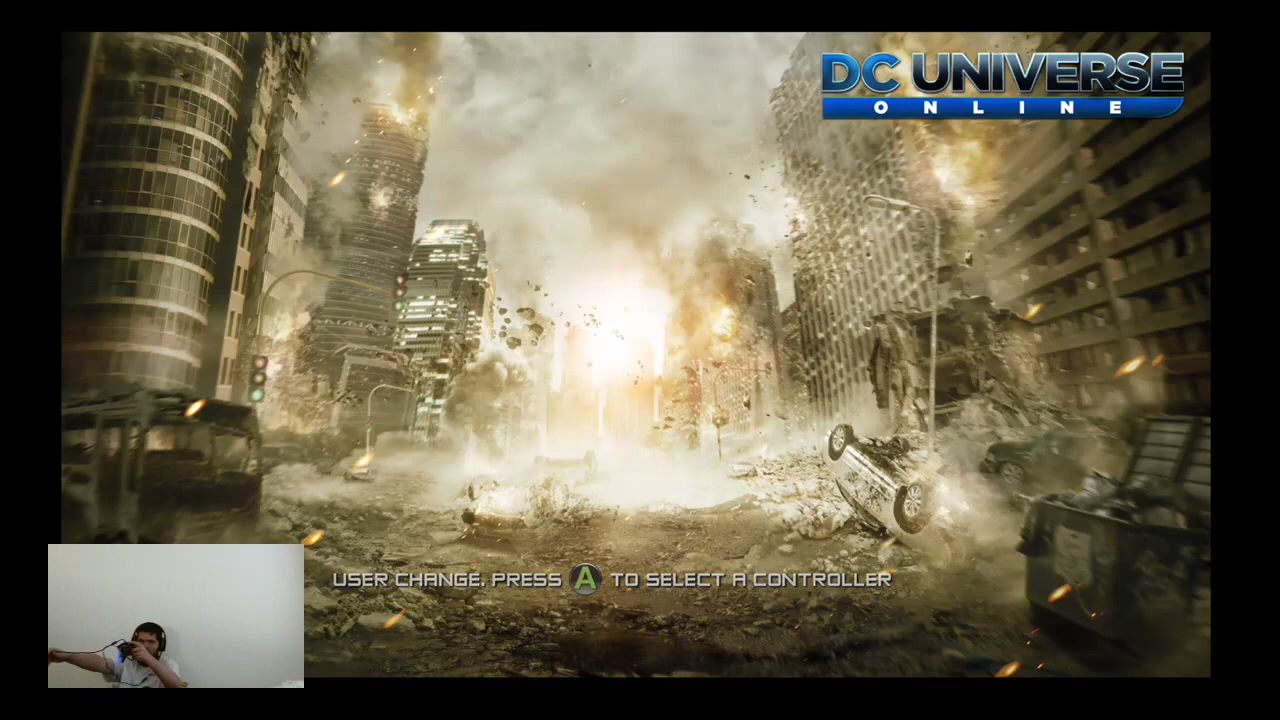 DC UNIVERSE
ONLINE
USER CHANGE. PRESS A TO SELECT A CONTROLLER